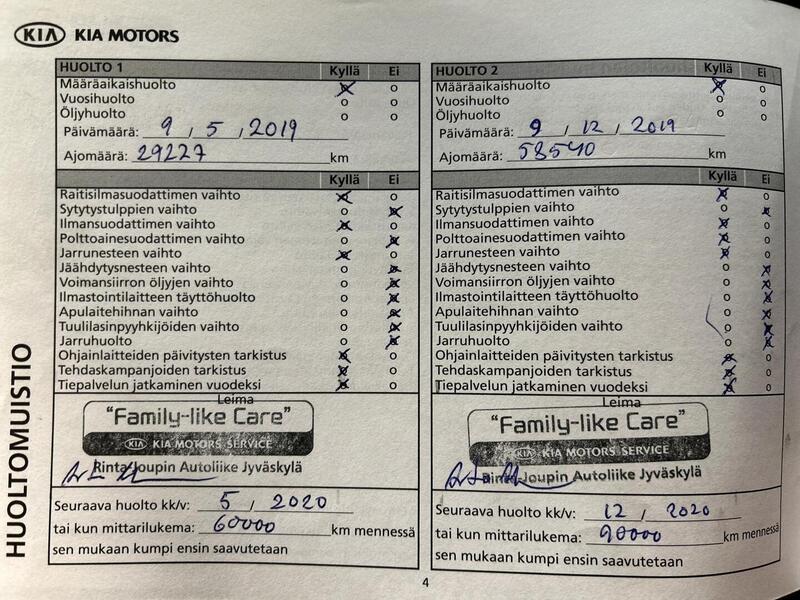 KIA KIA MOTORS
HUOLTO 1 Kyllä Ei
Määräaikaishuolto x o
Vuosihuolto o o
Öljyhuolto o o
Päivämäärä: 9 / 5 , 2019
Ajomäärä: 29227 km
Kyllä Ei
Raitisilmasuodattimen vaihto x o
Sytytystulppien vaihto o x
Ilmansuodattimen vaihto x o
Polttoainesuodattimen vaihto o x
Jarrunesteen vaihto x o
Jäähdytysnesteen vaihto o x
Voimansiirron öljyjen vaihto o x
Ilmastointilaitteen täyttöhuolto o x
Apulaitehihnan vaihto o x
Tuulilasinpyyhkijöiden vaihto o x
Jarruhuolto o x
Ohjainlaitteiden päivitysten tarkistus x o
Tehdaskampanjoiden tarkistus x o
Tiepalvelun jatkaminen vuodeksi x o
Leima
"Family-like Care"
KIA KIA MOTORS SERVICE
Rinta-Joupin Autoliike Jyväskylä
Seuraava huolto kk/v: 5 / 2020
tai kun mittarilukema: 60000 km mennessä
sen mukaan kumpi ensin saavutetaan
HUOLTO 2 Kyllä Ei
Määräaikaishuolto x o
Vuosihuolto o o
Öljyhuolto o o
Päivämäärä: 9 / 12 , 2019
Ajomäärä: 58540 km
Kyllä Ei
Raitisilmasuodattimen vaihto x o
Sytytystulppien vaihto o x
Ilmansuodattimen vaihto x o
Polttoainesuodattimen vaihto x o
Jarrunesteen vaihto x o
Jäähdytysnesteen vaihto o x
Voimansiirron öljyjen vaihto o x
Ilmastointilaitteen täyttöhuolto o x
Apulaitehihnan vaihto o x
Tuulilasinpyyhkijöiden vaihto o x
Jarruhuolto o x
Ohjainlaitteiden päivitysten tarkistus x o
Tehdaskampanjoiden tarkistus x o
Tiepalvelun jatkaminen vuodeksi x o
Leima
"Family-like Care"
KIA KIA MOTORS SERVICE
Rinta-Joupin Autoliike Jyväskylä
Seuraava huolto kk/v: 12 / 2020
tai kun mittarilukema: 90000 km mennessä
sen mukaan kumpi ensin saavutetaan
HUOLTOMUISTIO
4